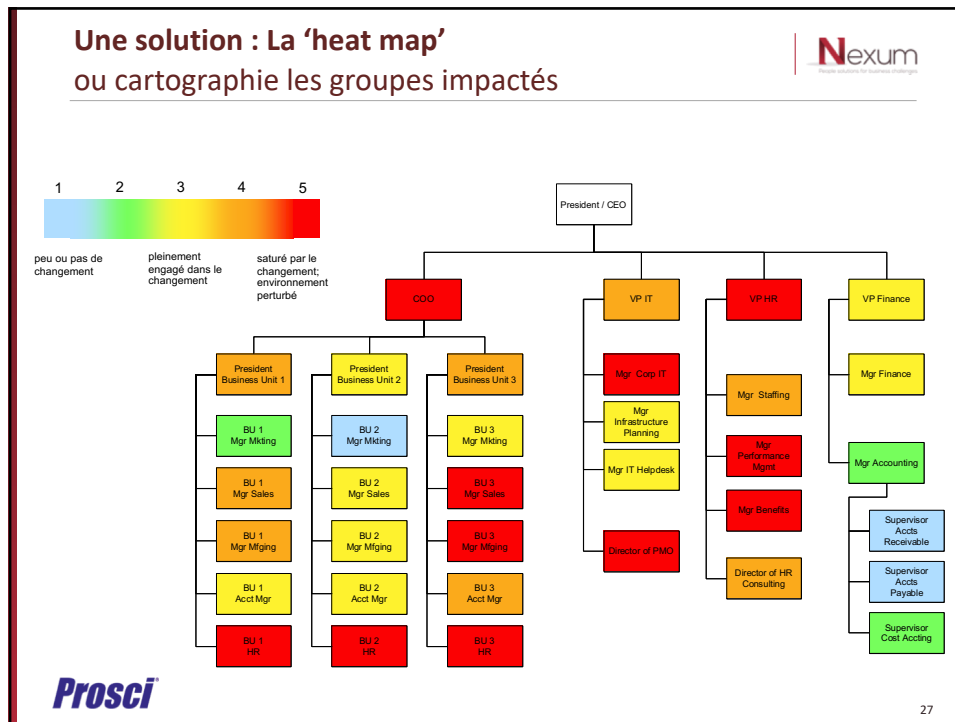 Une solution : La ‘heat map’
ou cartographie les groupes impactés
Nexum
People solutions for business challenges
1 2 3 4 5
peu ou pas de
changement
pleinement
engagé dans le
changement
saturé par le
changement;
environnement
perturbé
President / CEO
COO
VP IT
VP HR
VP Finance
President
Business Unit 1
President
Business Unit 2
President
Business Unit 3
BU 1
Mgr Mkting
BU 2
Mgr Mkting
BU 3
Mgr Mkting
BU 1
Mgr Sales
BU 2
Mgr Sales
BU 3
Mgr Sales
BU 1
Mgr Mfging
BU 2
Mgr Mfging
BU 3
Mgr Mfging
BU 1
Acct Mgr
BU 2
Acct Mgr
BU 3
Acct Mgr
BU 1
HR
BU 2
HR
BU 3
HR
Mgr Corp IT
Mgr
Infrastructure
Planning
Mgr IT Helpdesk
Director of PMO
Mgr Staffing
Mgr
Performance
Mgmt
Mgr Benefits
Director of HR
Consulting
Mgr Finance
Mgr Accounting
Supervisor
Accts
Receivable
Supervisor
Accts
Payable
Supervisor
Cost Accting
Prosci
27